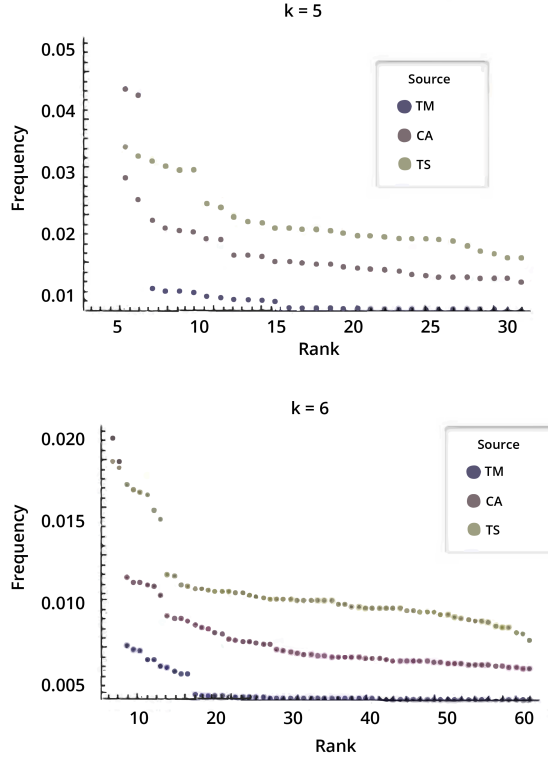 k = 5
0.05
0.04
0.03
0.02
0.01
Frequency
5 10 15 20 25 30
Rank
Source
TM
CA
TS
k = 6
0.020
0.015
0.010
0.005
Frequency
10 20 30 40 50 60
Rank
Source
TM
CA
TS